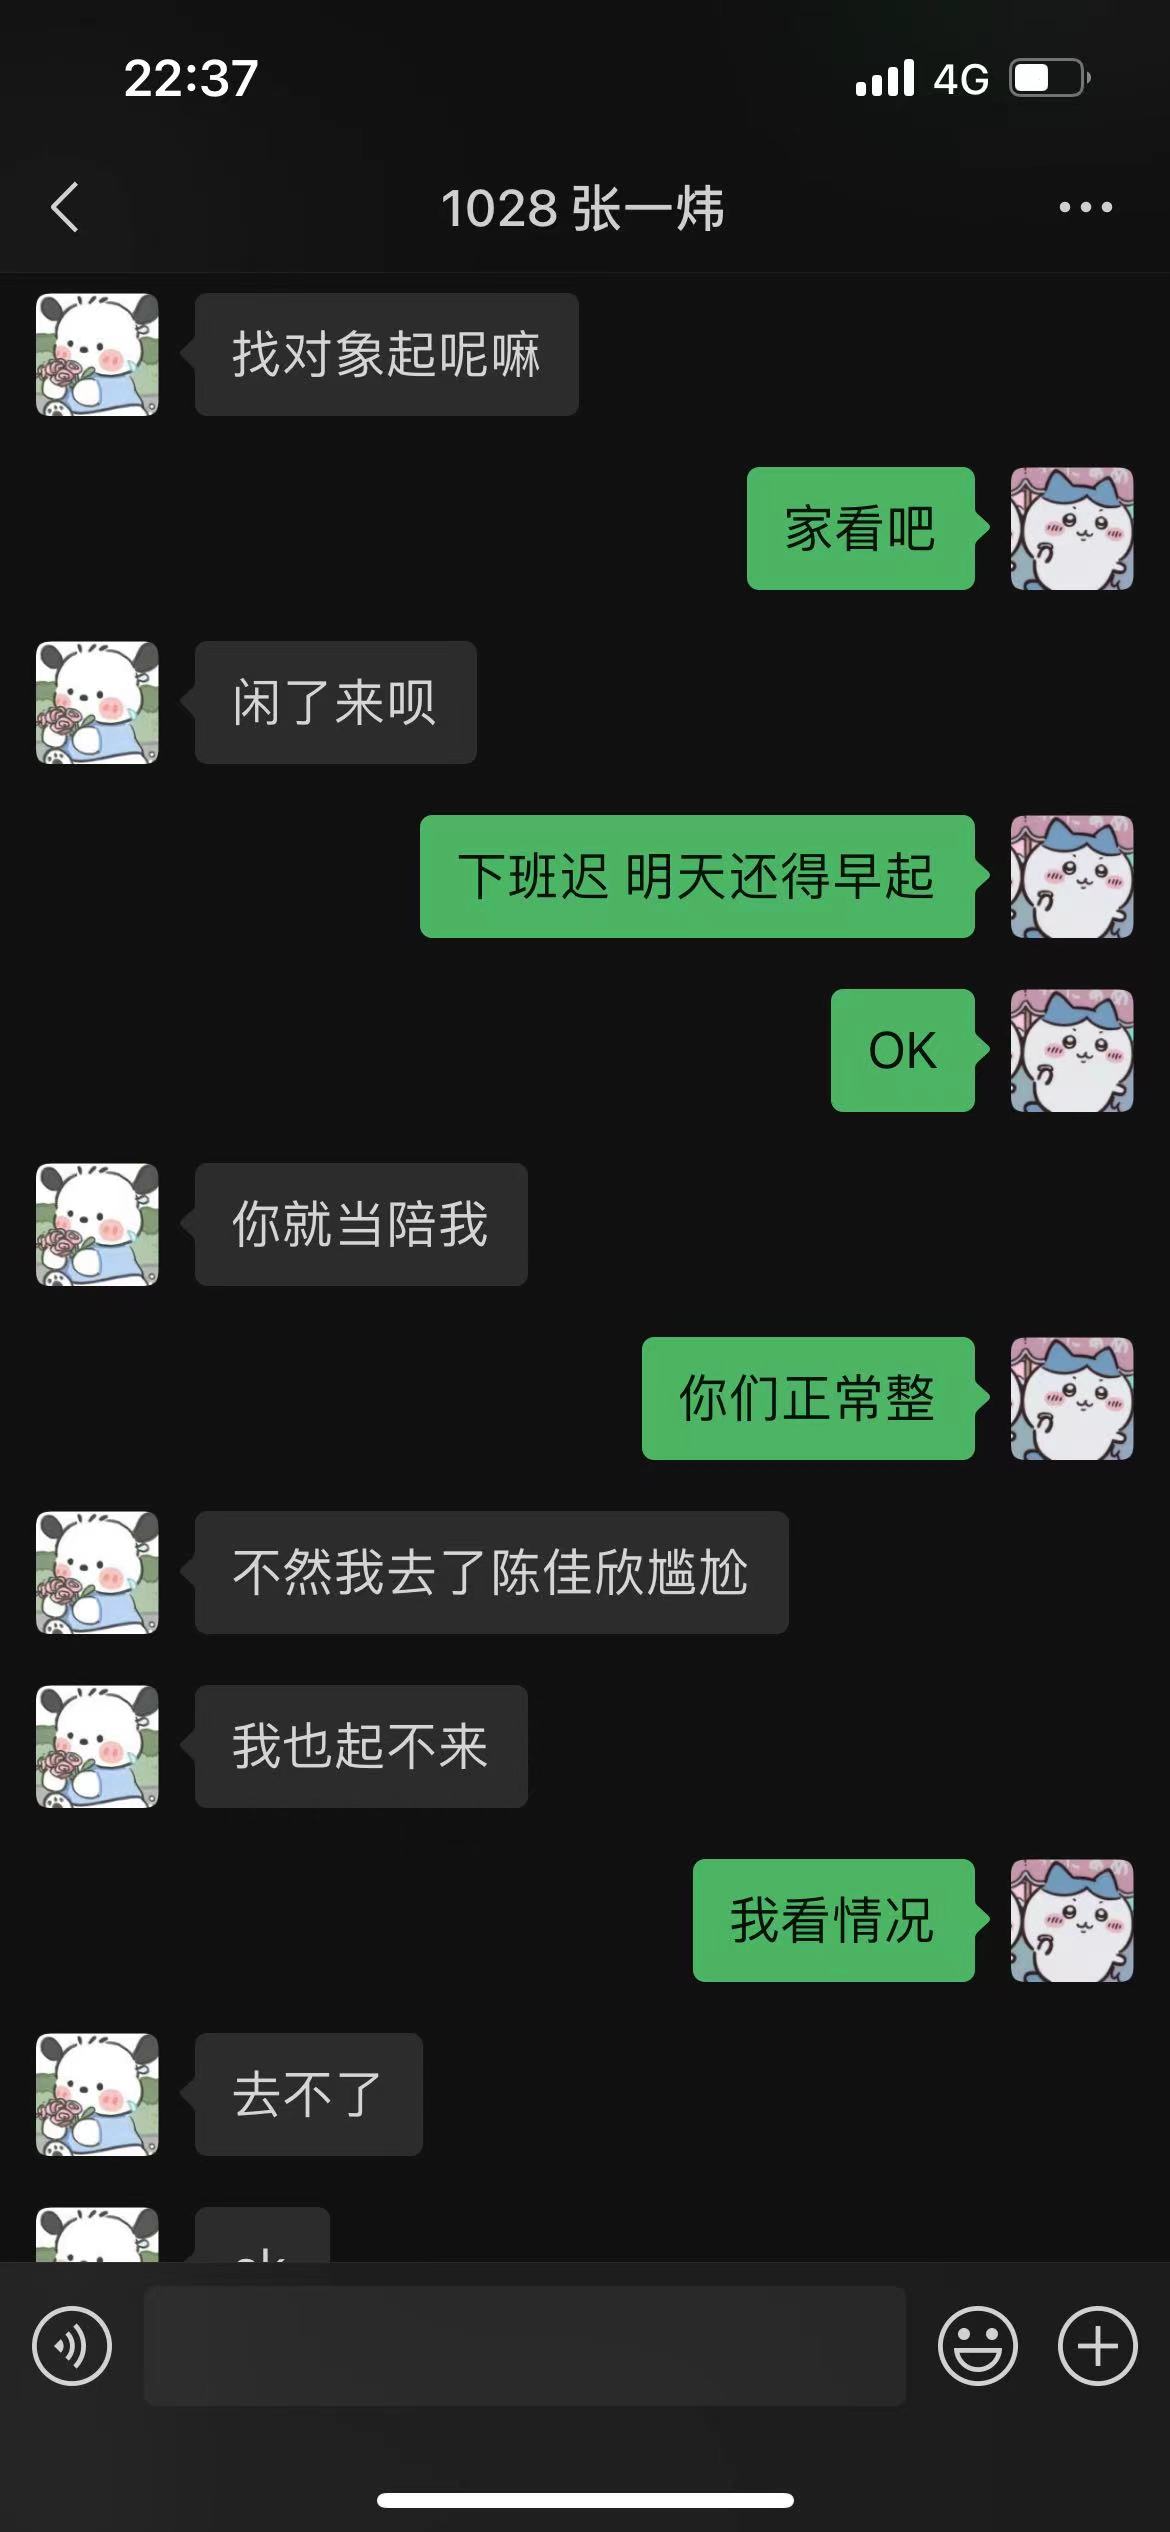 22:37
4G
1028 张一炜
找对象起呢嘛
家看吧
闲了来呗
下班迟 明天还得早起
OK
你就当陪我
你们正常整
不然我去了陈佳欣尴尬
我也起不来
我看情况
去不了
ok